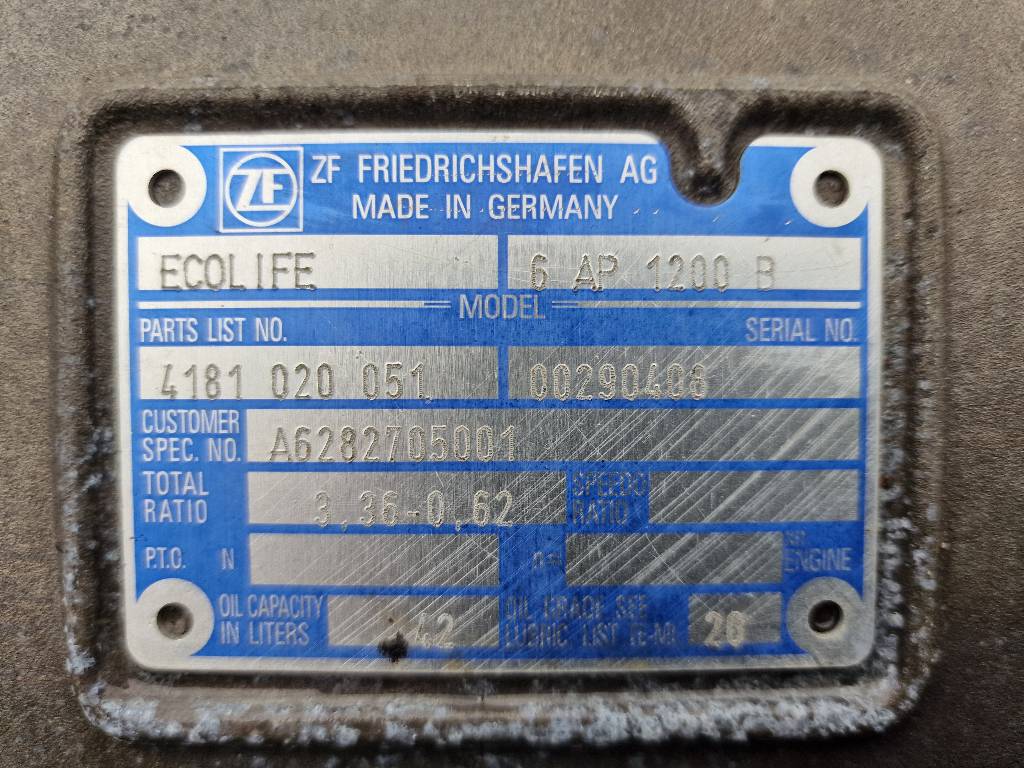 ZF ZF FRIEDRICHSHAFEN AG
MADE IN GERMANY
ECOLIFE 6 AP 1200 B
MODEL
PARTS LIST NO. SERIAL NO.
4181 020 051 00290408
CUSTOMER
SPEC. NO. A6282705001
TOTAL
RATIO 3,36-0,62 SPEEDO
RATIO
P.T.O. N n= ENGINE
OIL CAPACITY
IN LITERS 42 OIL GRADE SEE
LUBRIC. LIST TE-ML 20